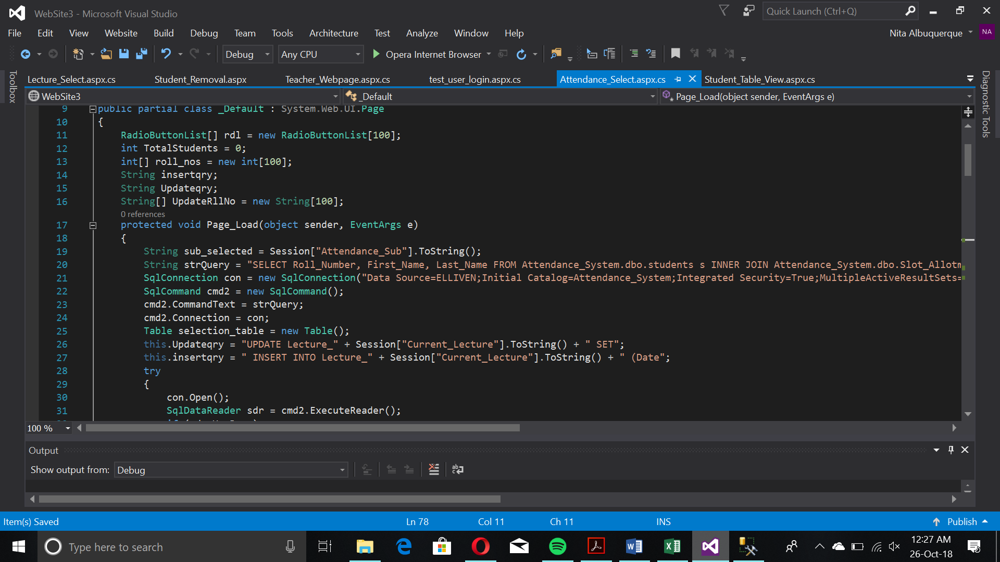 WebSite3 - Microsoft Visual Studio
Quick Launch (Ctrl+Q)
File Edit View Website Build Debug Team Tools Architecture Test Analyze Window Help
Nita Albuquerque NA
Debug Any CPU Opera Internet Browser
Toolbox
Lecture_Select.aspx.cs Student_Removal.aspx Teacher_Webpage.aspx.cs test_user_login.aspx.cs Attendance_Select.aspx.cs Student_Table_View.aspx.cs
Diagnostic Tools
WebSite3 _Default Page_Load(object sender, EventArgs e)
9 public partial class _Default : System.Web.UI.Page
10 {
11 RadioButtonList[] rdl = new RadioButtonList[100];
12 int TotalStudents = 0;
13 int[] roll_nos = new int[100];
14 String insertqry;
15 String Updateqry;
16 String[] UpdateRllNo = new String[100];
0 references
17 protected void Page_Load(object sender, EventArgs e)
18 {
19 String sub_selected = Session["Attendance_Sub"].ToString();
20 String strQuery = "SELECT Roll_Number, First_Name, Last_Name FROM Attendance_System.dbo.students s INNER JOIN Attendance_System.dbo.Slot_Allotm
21 SqlConnection con = new SqlConnection("Data Source=ELLIVEN;Initial Catalog=Attendance_System;Integrated Security=True;MultipleActiveResultSets=
22 SqlCommand cmd2 = new SqlCommand();
23 cmd2.CommandText = strQuery;
24 cmd2.Connection = con;
25 Table selection_table = new Table();
26 this.Updateqry = "UPDATE Lecture_" + Session["Current_Lecture"].ToString() + " SET";
27 this.insertqry = " INSERT INTO Lecture_" + Session["Current_Lecture"].ToString() + " (Date";
28 try
29 {
30 con.Open();
31 SqlDataReader sdr = cmd2.ExecuteReader();
100 %
Output
Show output from: Debug
Item(s) Saved Ln 78 Col 11 Ch 11 INS Publish
Type here to search
12:27 AM
26-Oct-18